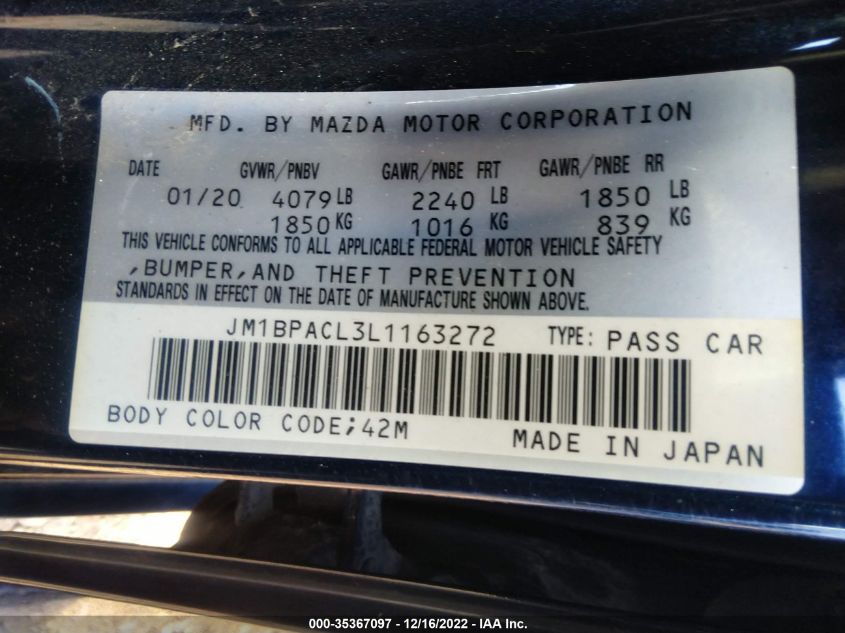 MFD. BY MAZDA MOTOR CORPORATION
DATE GVWR/PNBV GAWR/PNBE FRT GAWR/PNBE RR
01/20 4079 LB 2240 LB 1850 LB
1850 KG 1016 KG 839 KG
THIS VEHICLE CONFORMS TO ALL APPLICABLE FEDERAL MOTOR VEHICLE SAFETY
,BUMPER,AND THEFT PREVENTION
STANDARDS IN EFFECT ON THE DATE OF MANUFACTURE SHOWN ABOVE.
JM1BPACL3L1163272 TYPE: PASS CAR
BODY COLOR CODE;42M MADE IN JAPAN
000-35367097 - 12/16/2022 - IAA Inc.